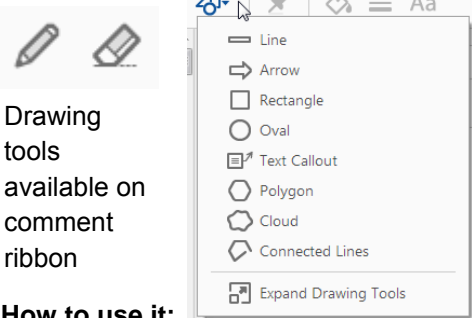 Aa
Line
Arrow
Rectangle
Oval
Text Callout
Polygon
Cloud
Connected Lines
Expand Drawing Tools
Drawing
tools
available on
comment
ribbon
How to use it: